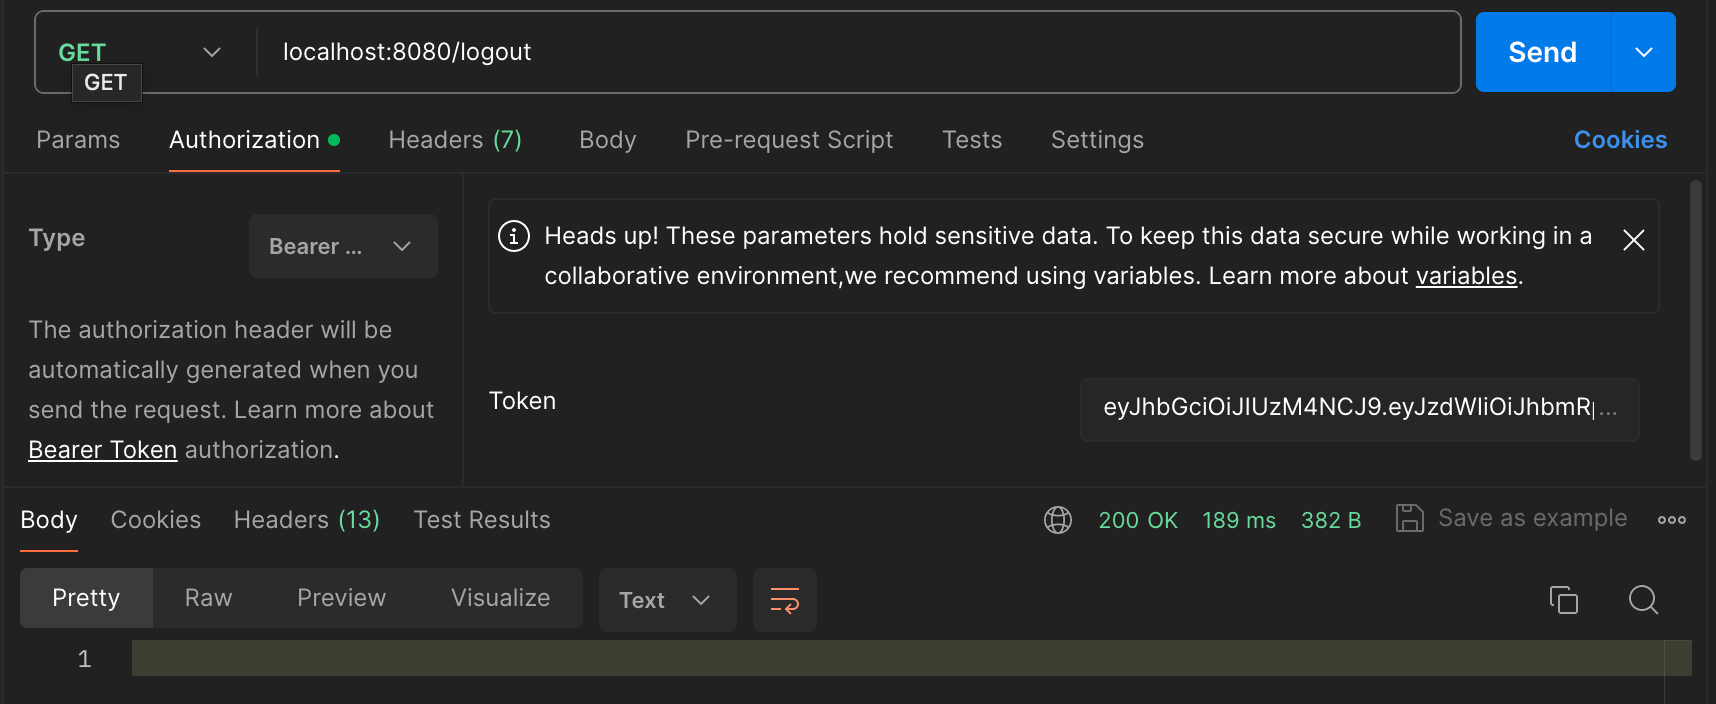 GET
localhost:8080/logout
Send
GET
Params Authorization Headers (7) Body Pre-request Script Tests Settings Cookies
Type
Bearer ...
The authorization header will be
automatically generated when you
send the request. Learn more about
Bearer Token authorization.
Heads up! These parameters hold sensitive data. To keep this data secure while working in a
collaborative environment,we recommend using variables. Learn more about variables.
Token
eyJhbGciOiJIUzM4NCJ9.eyJzdWIiOiJhbmRp...
Body Cookies Headers (13) Test Results
200 OK 189 ms 382 B Save as example
Pretty Raw Preview Visualize Text
1